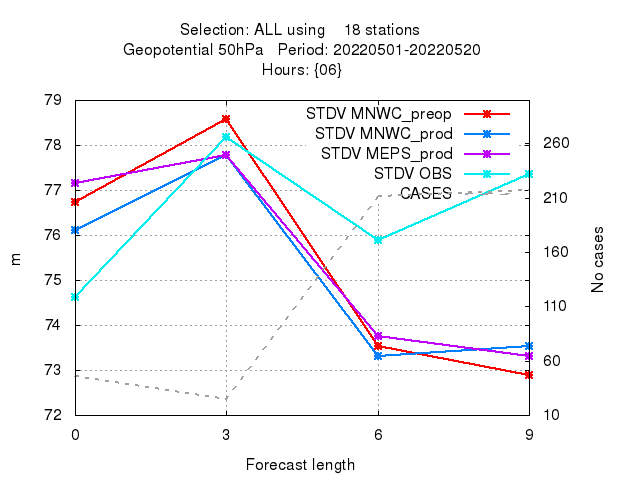 Selection: ALL using 18 stations
Geopotential 50hPa Period: 20220501-20220520
Hours: {06}
STDV MNWC_preop
STDV MNWC_prod
STDV MEPS_prod
STDV OBS
CASES
79
78
77
76
75
74
73
72
m
260
210
160
110
60
10
No cases
0 3 6 9
Forecast length